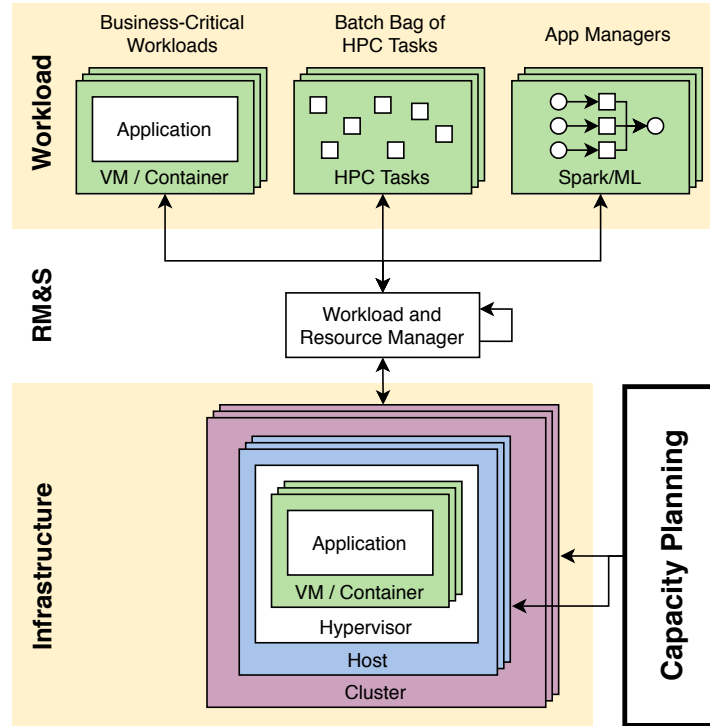 Business-Critical
Workloads
Batch Bag of
HPC Tasks
App Managers
Workload
Application
VM / Container
HPC Tasks
Spark/ML
RM&S
Workload and
Resource Manager
Infrastructure
Application
VM / Container
Hypervisor
Host
Cluster
Capacity Planning